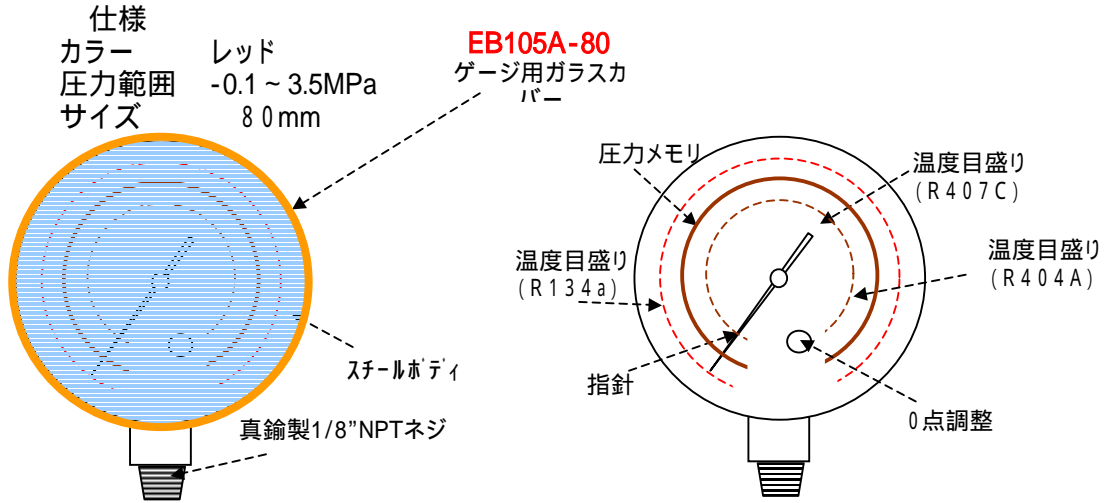 仕様
カラー レッド
圧力範囲 -0.1 ~ 3.5MPa
サイズ 80mm
EB105A-80
ゲージ用ガラスカ
バー
スチールボディ
真鍮製1/8”NPTネジ
圧力メモリ
温度目盛り
(R407C)
温度目盛り
(R134a)
温度目盛り
(R404A)
指針
0点調整